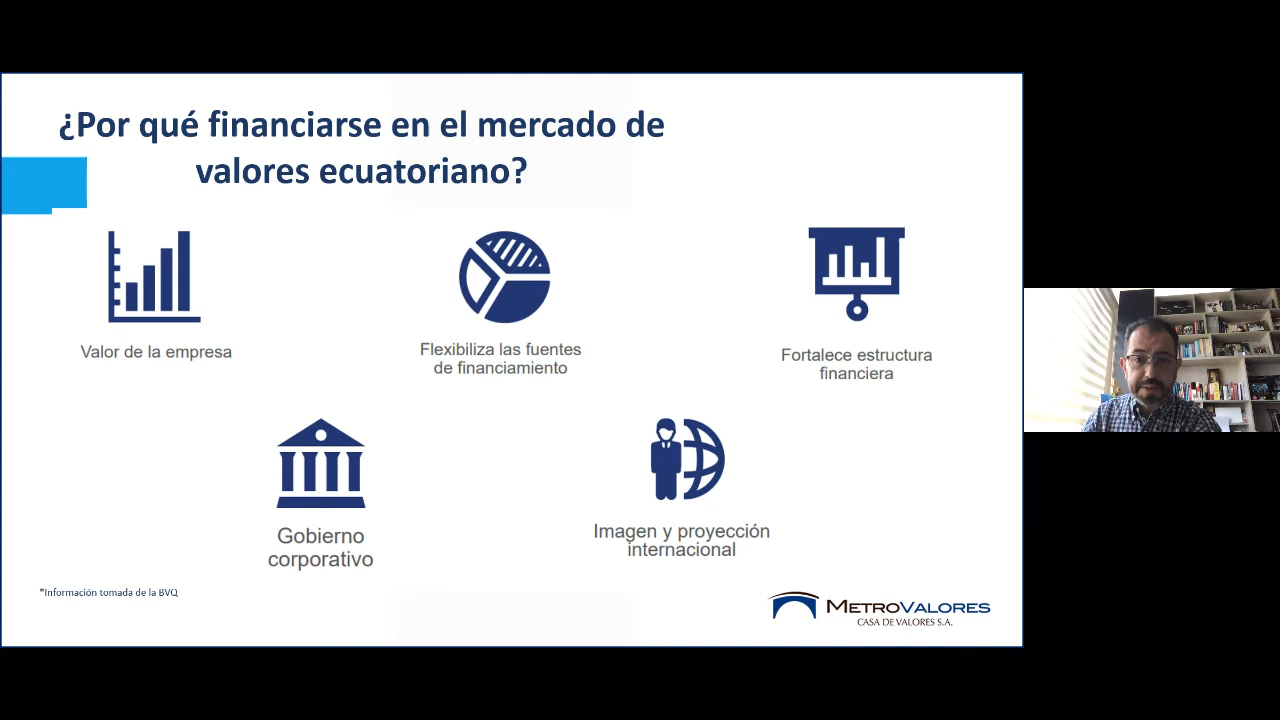 ¿Por qué financiarse en el mercado de
valores ecuatoriano?
Valor de la empresa
Flexibiliza las fuentes
de financiamiento
Fortalece estructura
financiera
Gobierno
corporativo
Imagen y proyección
internacional
*Información tomada de la BVQ
METROVALORES
CASA DE VALORES S.A.